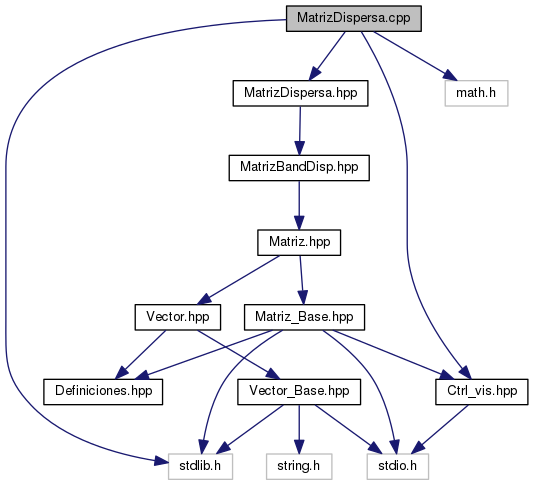 MatrizDispersa.cpp
MatrizDispersa.hpp
math.h
MatrizBandDisp.hpp
Matriz.hpp
Vector.hpp
Matriz_Base.hpp
Definiciones.hpp
Vector_Base.hpp
Ctrl_vis.hpp
stdlib.h
string.h
stdio.h